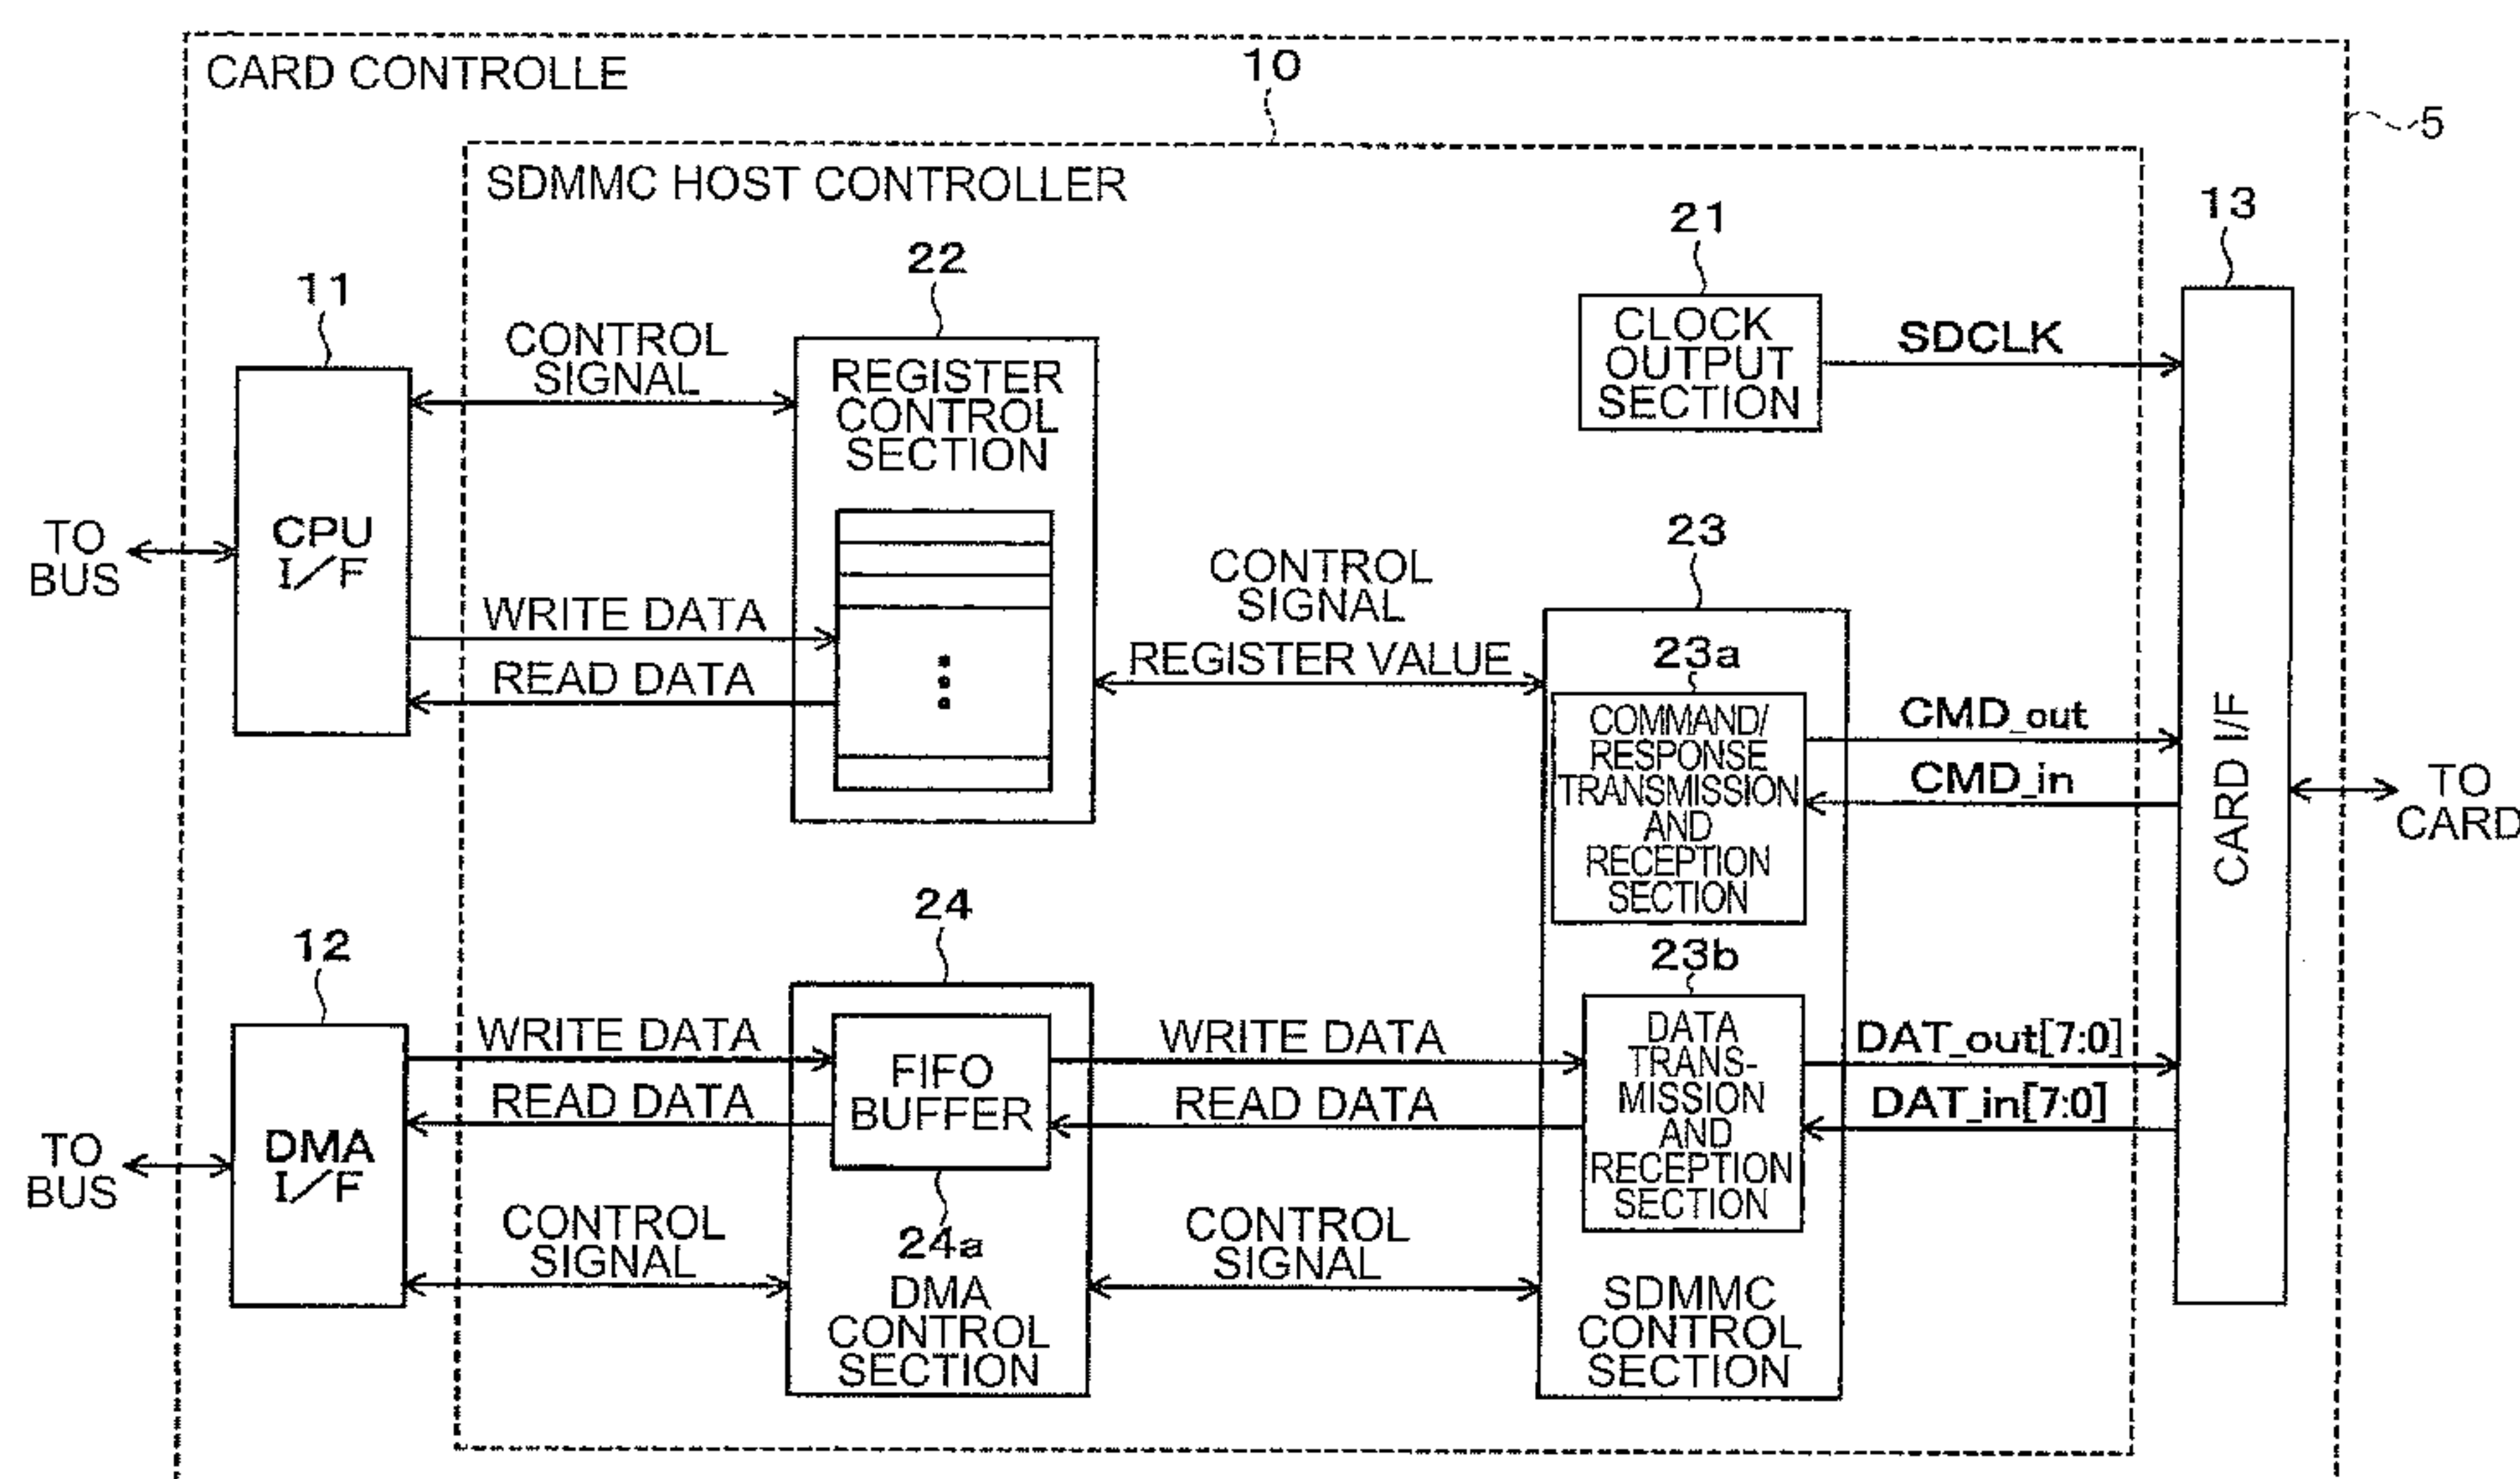 CARD CONTROLLE
10
5
SDMMC HOST CONTROLLER
13
21
22
11
CLOCK
OUTPUT
SECTION
SDCLK
CONTROL
SIGNAL
REGISTER
CONTROL
SECTION
TO
BUS
CPU
I/F
23
CONTROL
SIGNAL
WRITE DATA
REGISTER VALUE
READ DATA
23a
COMMAND/
RESPONSE
TRANSMISSION
AND
RECEPTION
SECTION
CMD_out
CMD_in
CARD I/F
TO
CARD
24
12
23b
WRITE DATA
READ DATA
FIFO
BUFFER
WRITE DATA
READ DATA
DATA
TRANS-
MISSION
AND
RECEPTION
SECTION
DAT_out[7:0]
DAT_in[7:0]
TO
BUS
DMA
I/F
CONTROL
SIGNAL
24a
DMA
CONTROL
SECTION
CONTROL
SIGNAL
SDMMC
CONTROL
SECTION